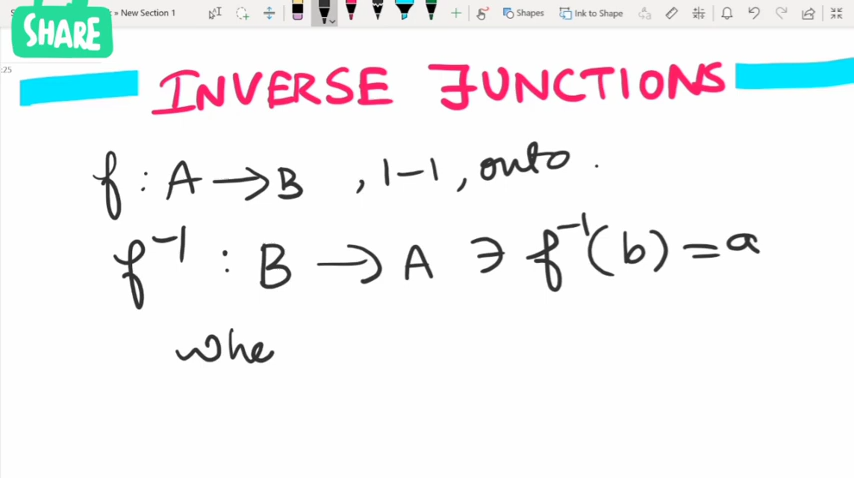 SHARE
» New Section 1
Shapes
Ink to Shape
:25
INVERSE FUNCTIONS
f : A → B , 1-1, onto.
f⁻¹ : B → A ∋ f⁻¹(b) = a
whe